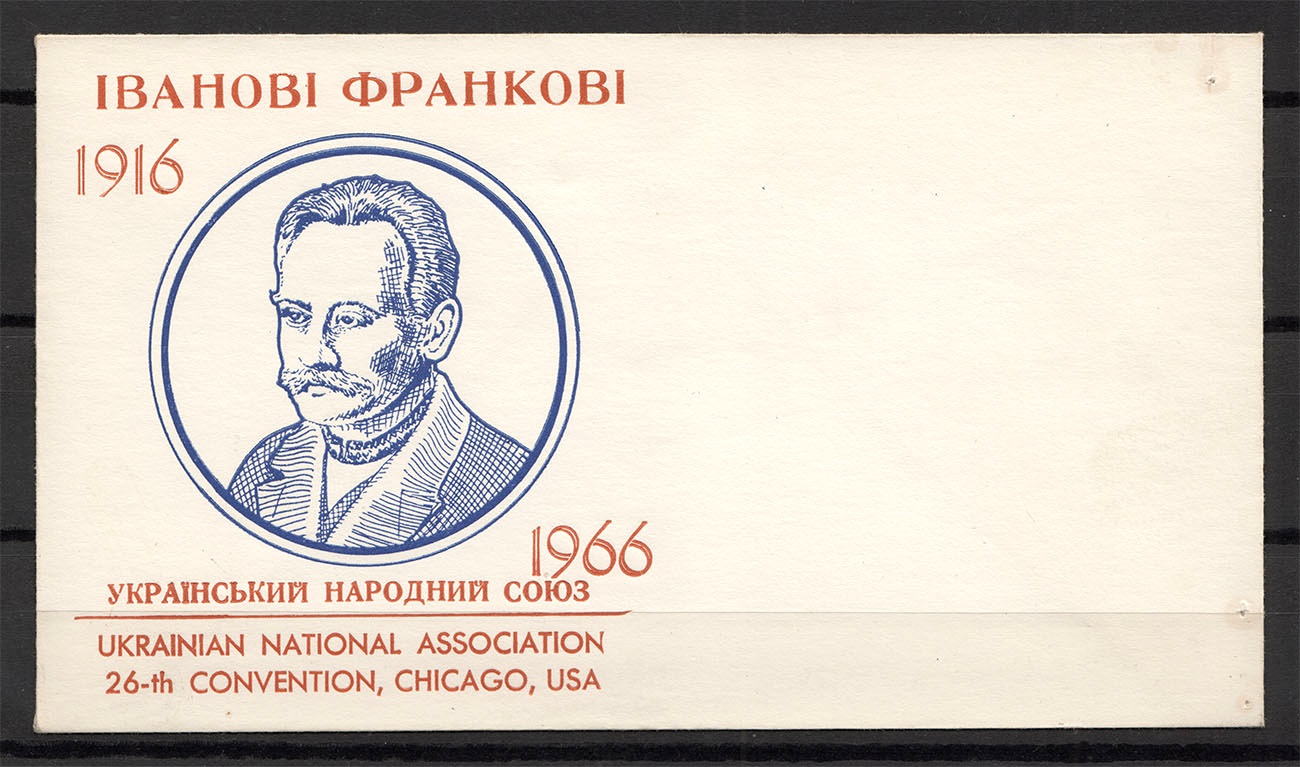 ІВАНОВІ ФРАНКОВІ
1916
1966
УКРАЇНСЬКИЙ НАРОДНИЙ СОЮЗ
UKRAINIAN NATIONAL ASSOCIATION
26-th CONVENTION, CHICAGO, USA